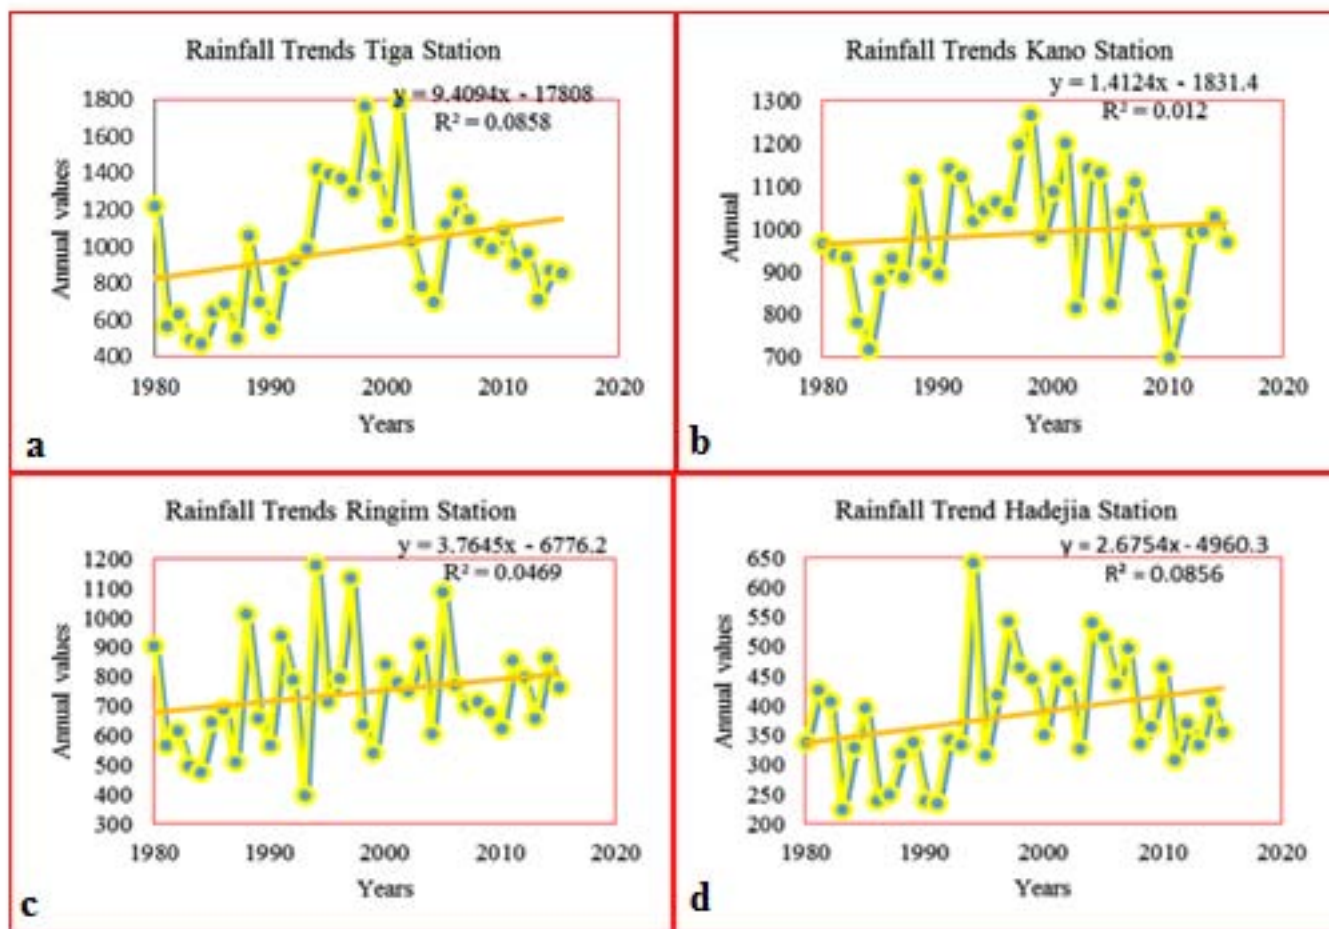 Rainfall Trends Tiga Station
y = 9.4094x - 17808
R² = 0.0858
Annual values
1800
1600
1400
1200
1000
800
600
400
1980 1990 2000 2010 2020
Years
a
Rainfall Trends Kano Station
y = 1.4124x - 1831.4
R² = 0.012
Annual
1300
1200
1100
1000
900
800
700
1980 1990 2000 2010 2020
Years
b
Rainfall Trends Ringim Station
y = 3.7645x - 6776.2
R² = 0.0469
Annual values
1200
1100
1000
900
800
700
600
500
400
300
1980 1990 2000 2010 2020
Years
c
Rainfall Trend Hadejia Station
y = 2.6754x - 4960.3
R² = 0.0856
Annual values
650
600
550
500
450
400
350
300
250
200
1980 1990 2000 2010 2020
Years
d